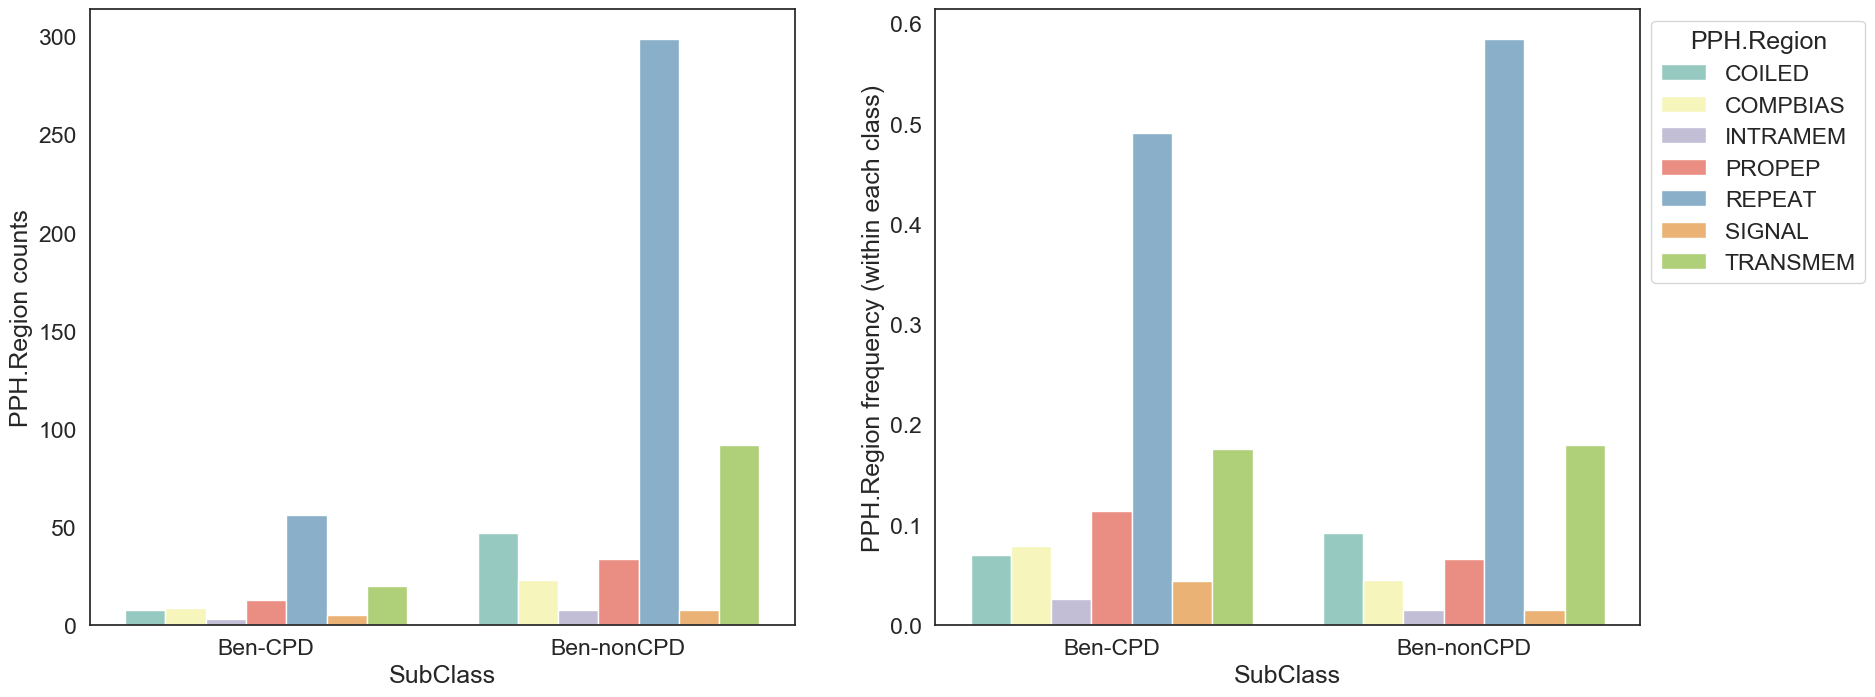 PPH.Region counts
300
250
200
150
100
50
0
Ben-CPD
Ben-nonCPD
SubClass
PPH.Region frequency (within each class)
0.6
0.5
0.4
0.3
0.2
0.1
0.0
Ben-CPD
Ben-nonCPD
SubClass
PPH.Region
COILED
COMPBIAS
INTRAMEM
PROPEP
REPEAT
SIGNAL
TRANSMEM